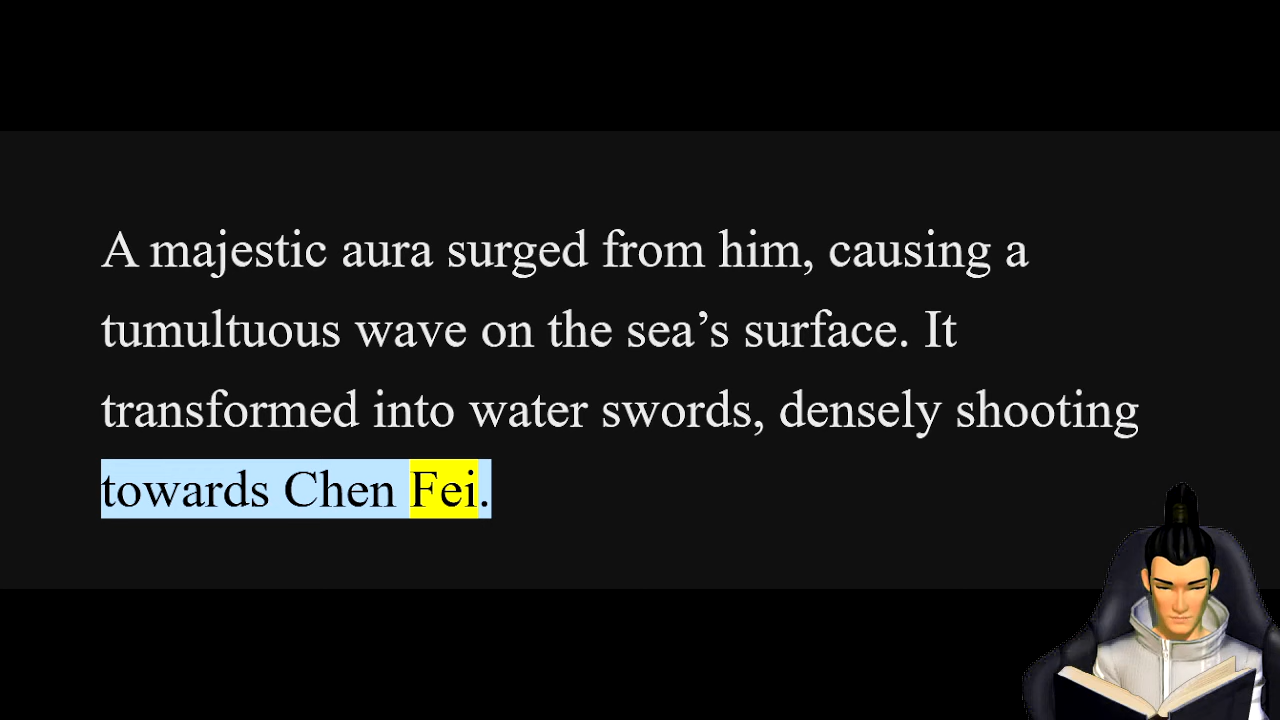 A majestic aura surged from him, causing a
tumultuous wave on the sea’s surface. It
transformed into water swords, densely shooting
towards Chen Fei.